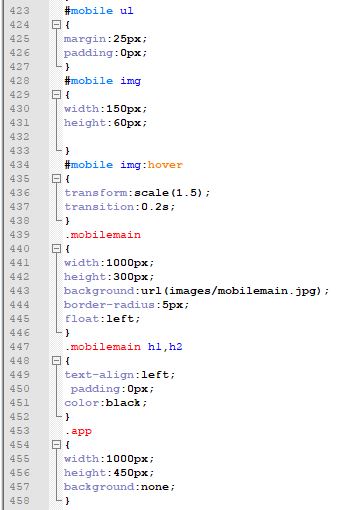 423 #mobile ul
424 {
425 margin:25px;
426 padding:0px;
427 }
428 #mobile img
429 {
430 width:150px;
431 height:60px;
432
433 }
434 #mobile img:hover
435 {
436 transform:scale(1.5);
437 transition:0.2s;
438 }
439 .mobilemain
440 {
441 width:1000px;
442 height:300px;
443 background:url(images/mobilemain.jpg);
444 border-radius:5px;
445 float:left;
446 }
447 .mobilemain h1,h2
448 {
449 text-align:left;
450 padding:0px;
451 color:black;
452 }
453 .app
454 {
455 width:1000px;
456 height:450px;
457 background:none;
458 }